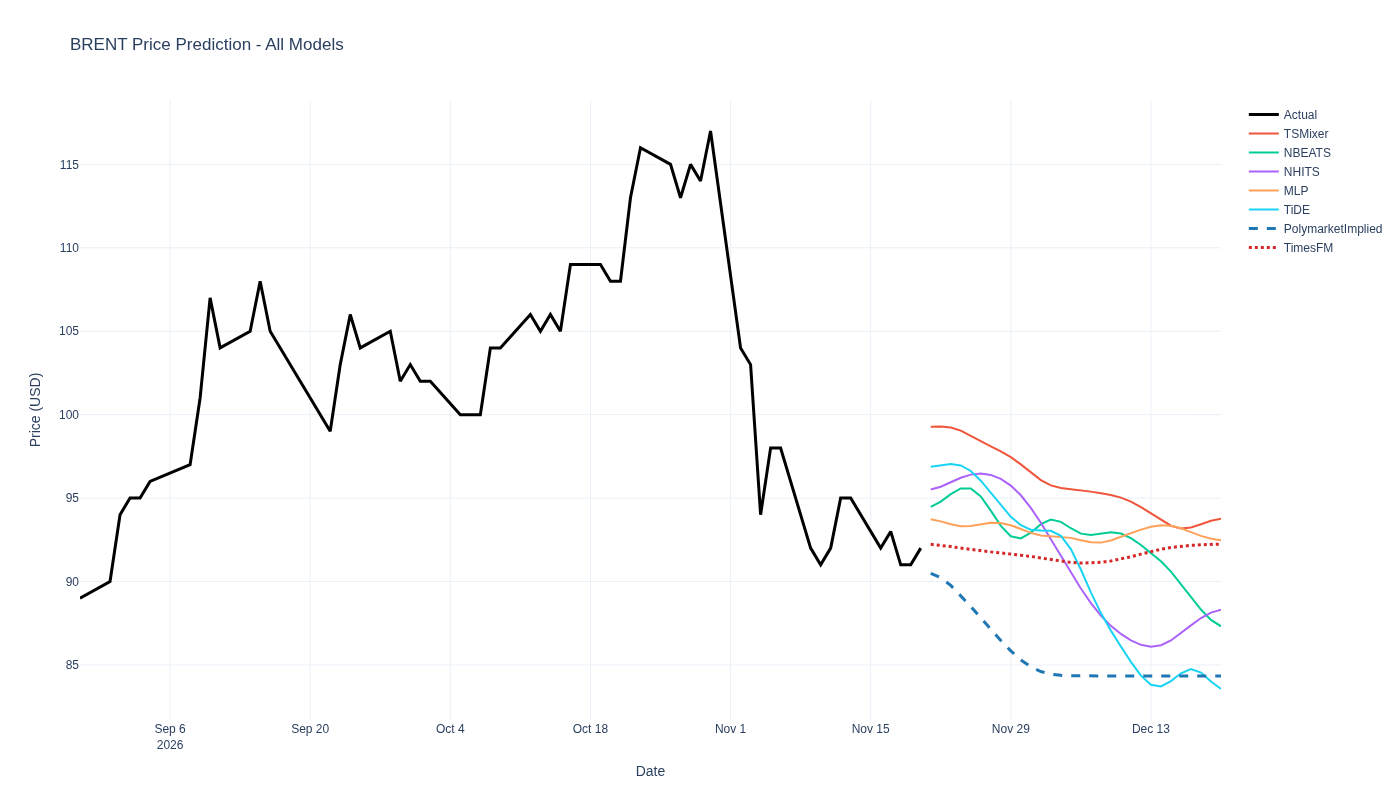 BRENT Price Prediction - All Models
Actual
TSMixer
NBEATS
NHITS
MLP
TiDE
PolymarketImplied
TimesFM
Price (USD)
115
110
105
100
95
90
85
Sep 6
2026
Sep 20
Oct 4
Oct 18
Nov 1
Nov 15
Nov 29
Dec 13
Date